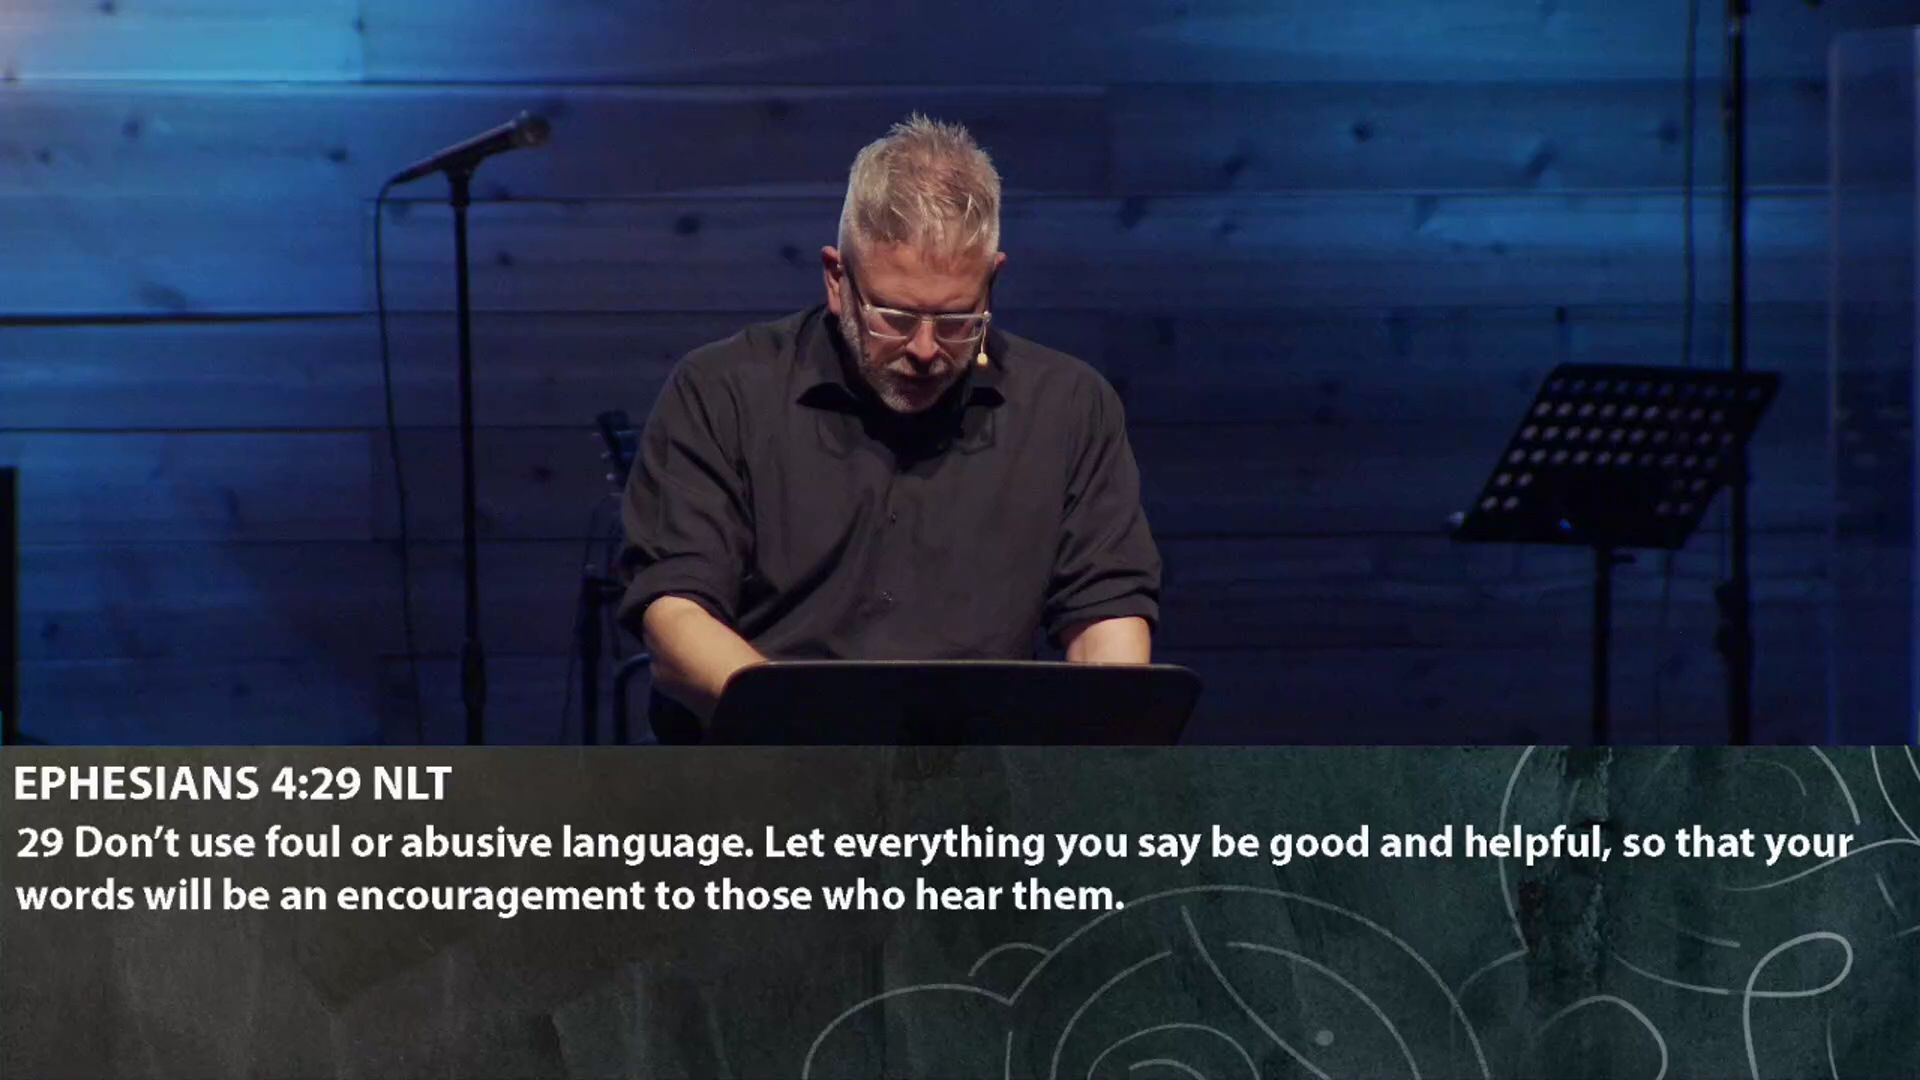 EPHESIANS 4:29 NLT
29 Don’t use foul or abusive language. Let everything you say be good and helpful, so that your
words will be an encouragement to those who hear them.